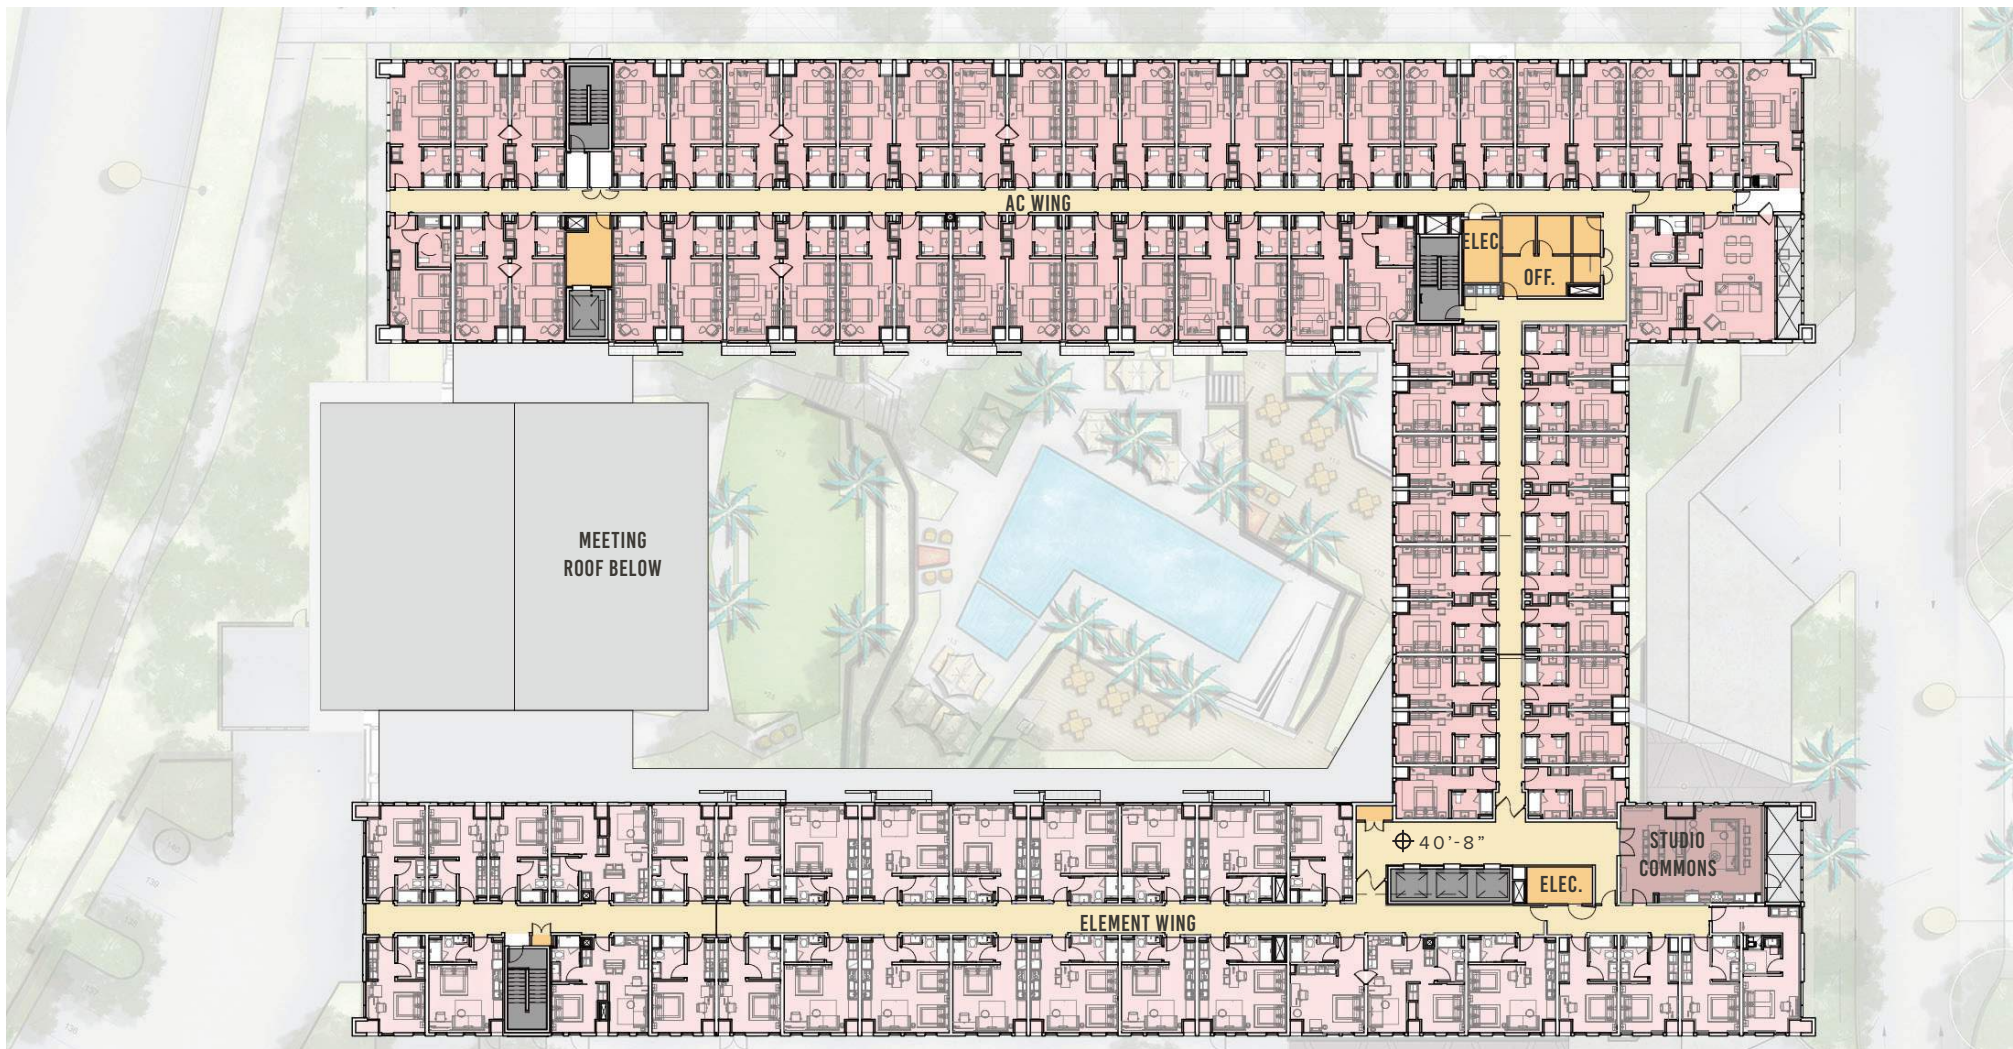 AC WING
ELEC.
OFF.
MEETING
ROOF BELOW
40'-8"
STUDIO
COMMONS
ELEC.
ELEMENT WING